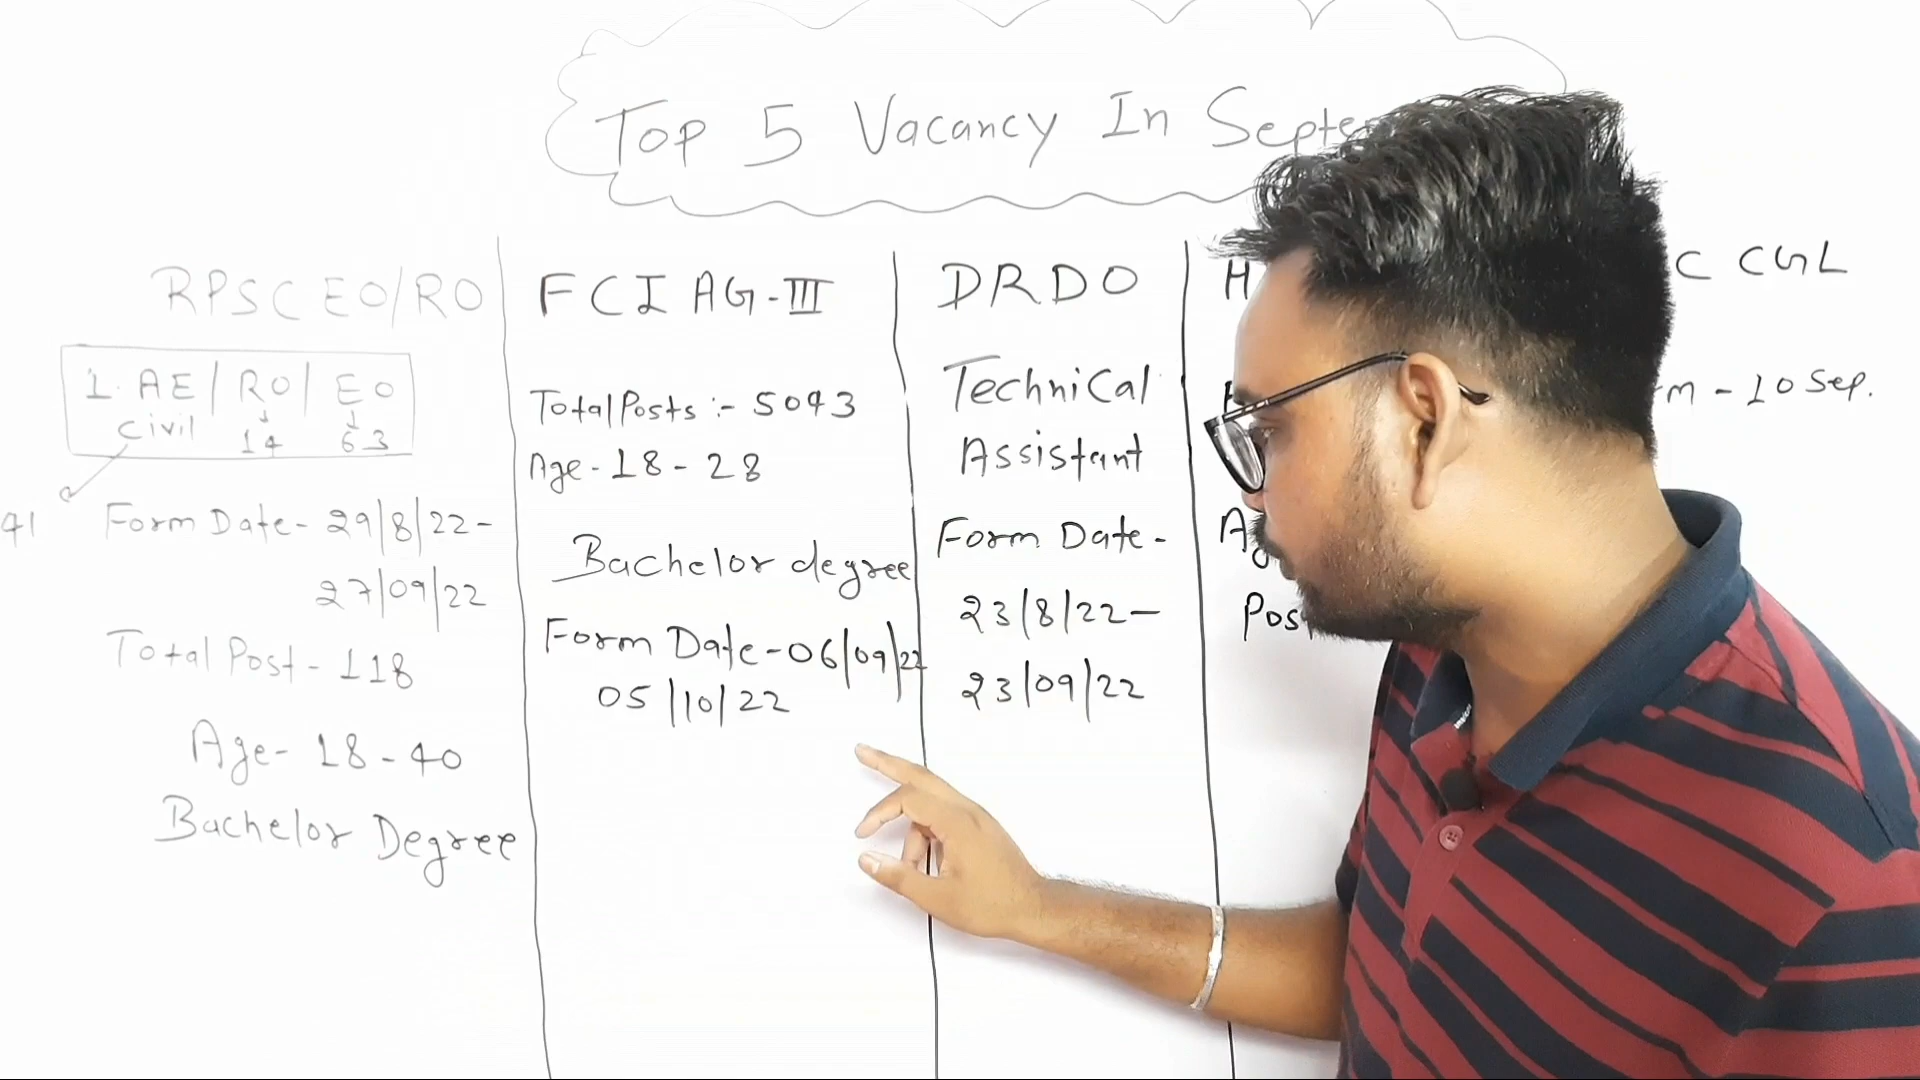 Top 5 Vacancy In Septe
RPSC EO/RO
1. AE | RO | EO
Civil 14 63
41
Form Date - 29/8/22 -
27/09/22
Total Post - 118
Age - 18 - 40
Bachelor Degree
FCI AG-III
Total Posts :- 5043
Age - 18 - 28
Bachelor degree
Form Date - 06/09/22
05/10/22
DRDO
Technical
Assistant
Form Date -
23/8/22 -
23/09/22
H
Ag
Pos
C CGL
m - 10 Sep.